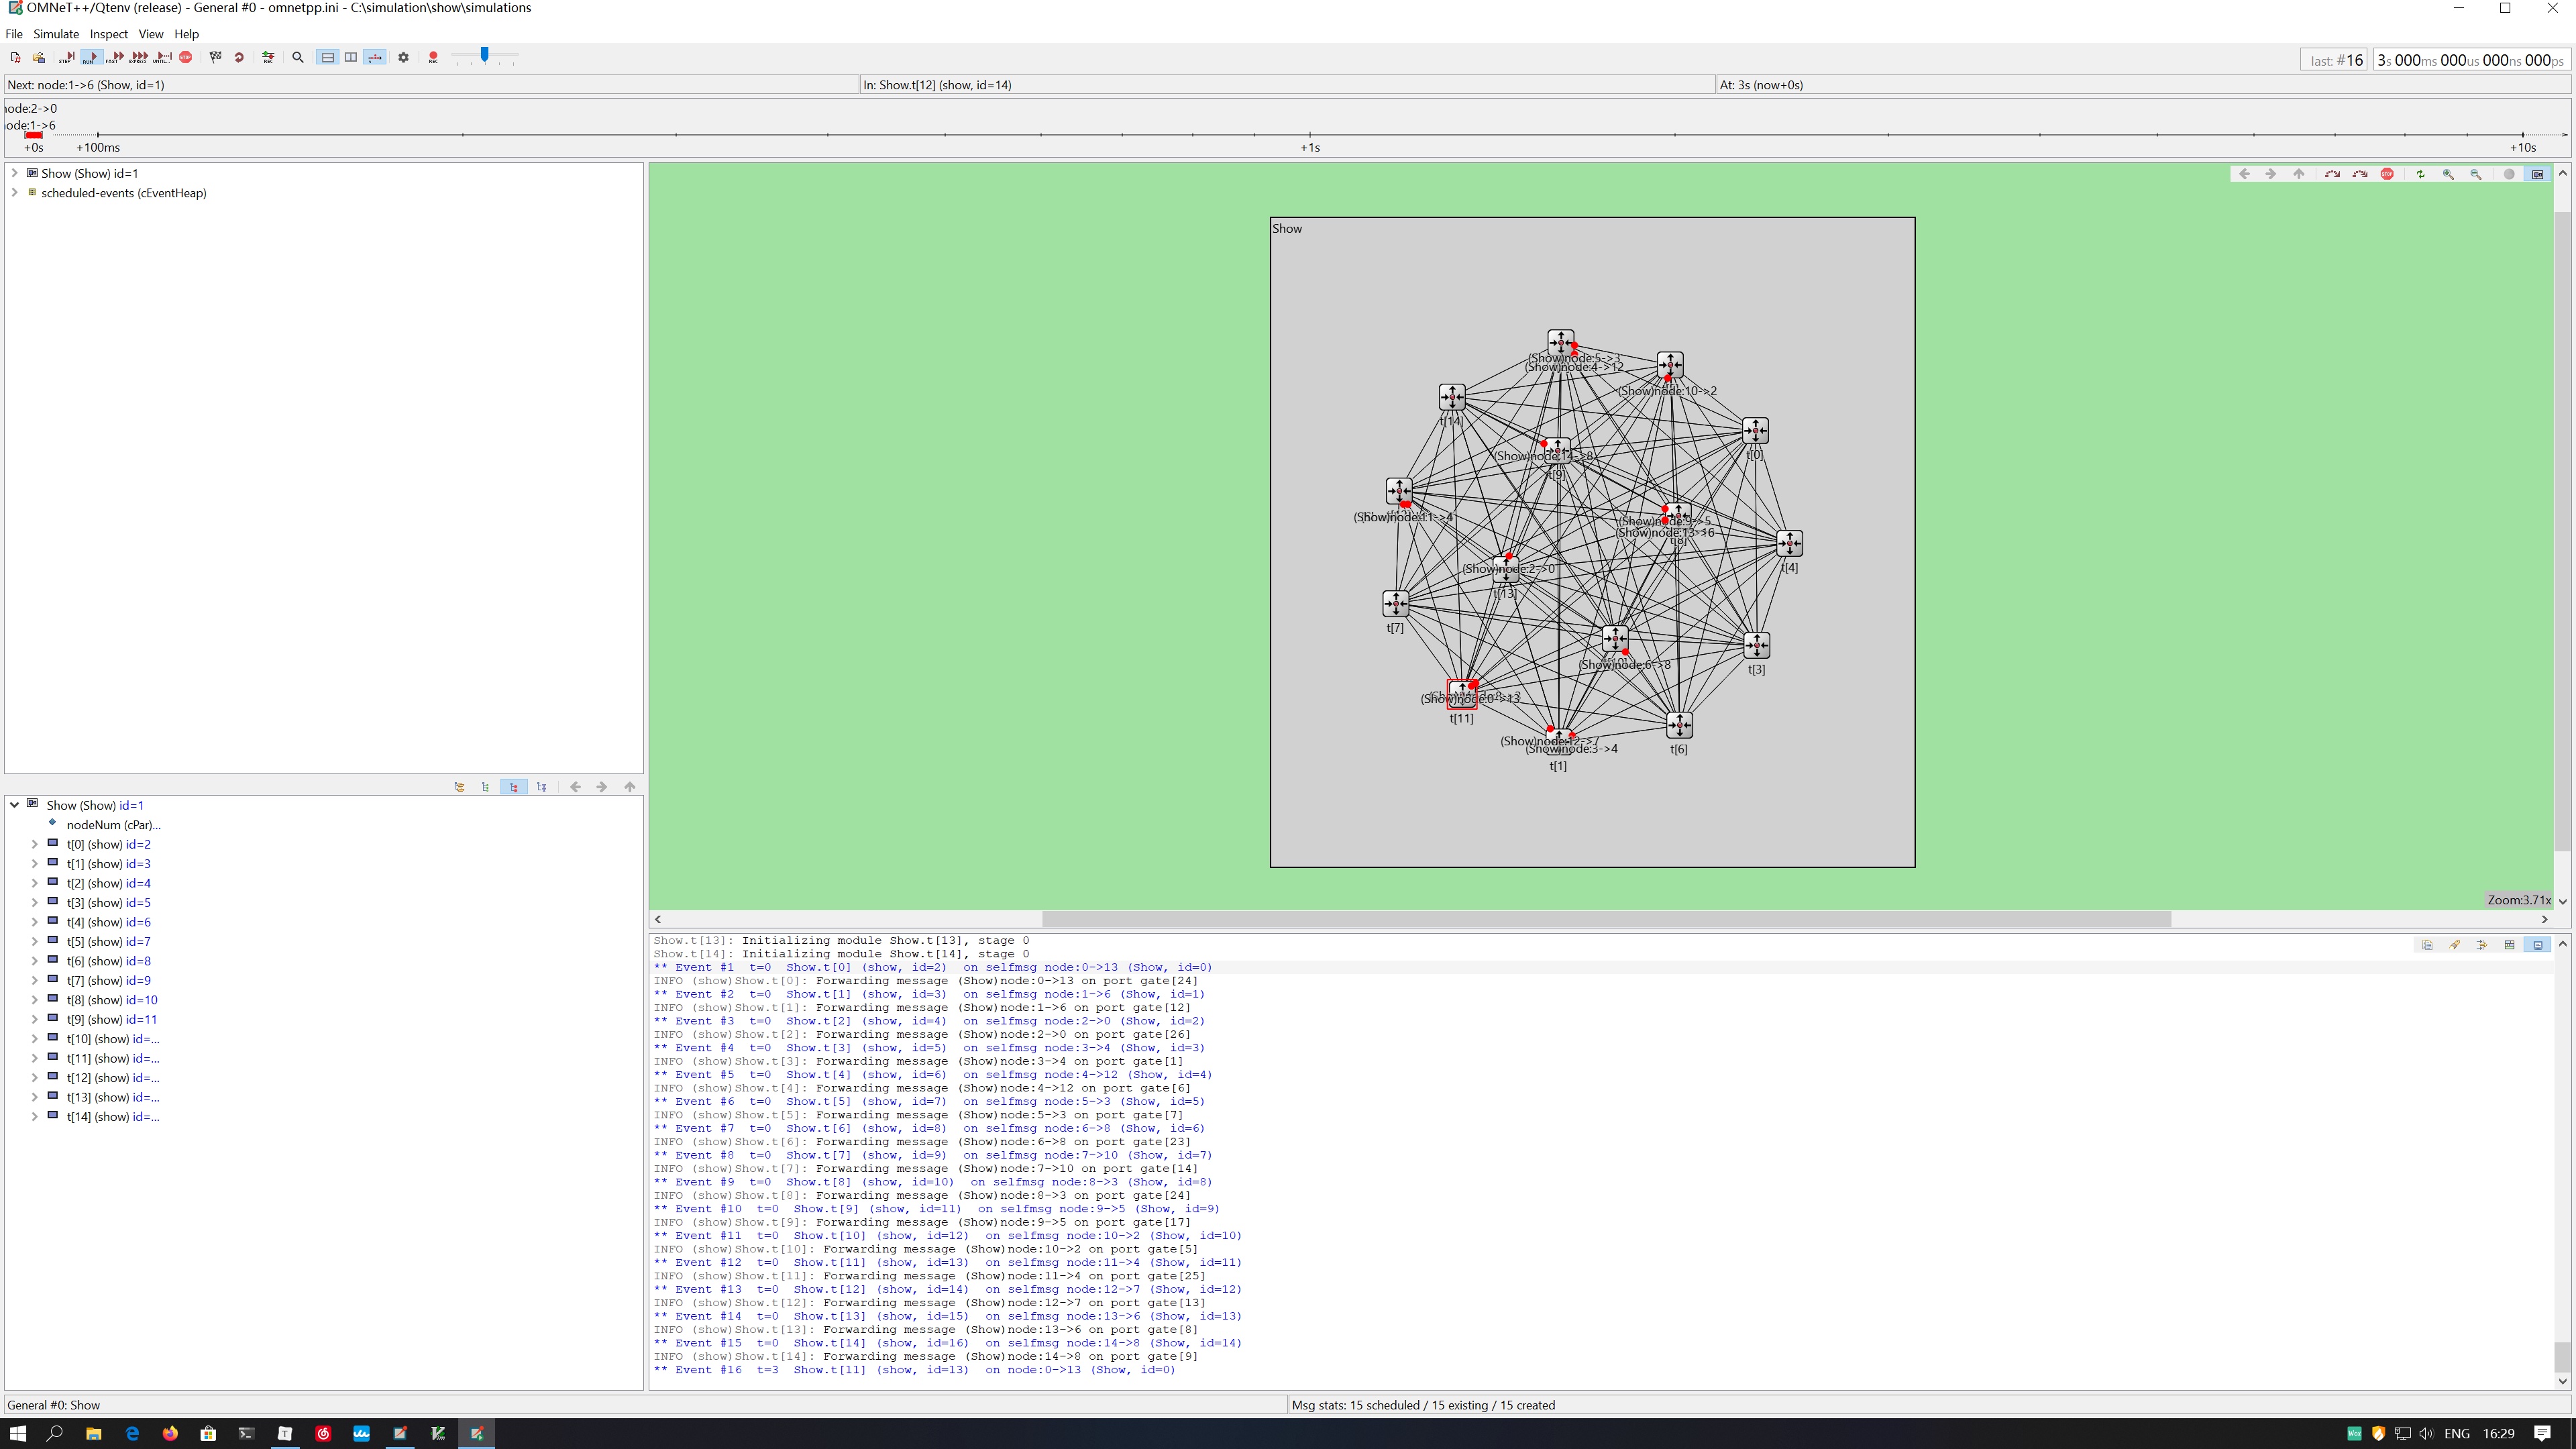 OMNeT++/Qtenv (release) - General #0 - omnetpp.ini - C:\simulation\show\simulations
File Simulate Inspect View Help
STEP RUN FAST EXPRESS UNTIL... STOP REC REC last: #16 3s 000ms 000us 000ns 000ps
Next: node:1->6 (Show, id=1) In: Show.t[12] (show, id=14) At: 3s (now+0s)
node:2->0
node:1->6
+0s +100ms +1s +10s
Show (Show) id=1
scheduled-events (cEventHeap)
STOP
Show
(Show)node:5->3
(Show)node:4->12
(Show)node:10->2
t[14]
t[0]
(Show)node:14->8
t[9]
(Show)node:11->4
(Show)node:9->5
(Show)node:13->6
t[8]
t[4]
(Show)node:2->0
t[13]
t[7]
(Show)node:6->8
t[3]
(Show)node:0->13
t[11]
(Show)node:12->7
(Show)node:3->4
t[6]
t[1]
Zoom:3.71x
Show (Show) id=1
nodeNum (cPar)...
t[0] (show) id=2
t[1] (show) id=3
t[2] (show) id=4
t[3] (show) id=5
t[4] (show) id=6
t[5] (show) id=7
t[6] (show) id=8
t[7] (show) id=9
t[8] (show) id=10
t[9] (show) id=11
t[10] (show) id=...
t[11] (show) id=...
t[12] (show) id=...
t[13] (show) id=...
t[14] (show) id=...
Show.t[13]: Initializing module Show.t[13], stage 0
Show.t[14]: Initializing module Show.t[14], stage 0
** Event #1 t=0 Show.t[0] (show, id=2) on selfmsg node:0->13 (Show, id=0)
INFO (show)Show.t[0]: Forwarding message (Show)node:0->13 on port gate[24]
** Event #2 t=0 Show.t[1] (show, id=3) on selfmsg node:1->6 (Show, id=1)
INFO (show)Show.t[1]: Forwarding message (Show)node:1->6 on port gate[12]
** Event #3 t=0 Show.t[2] (show, id=4) on selfmsg node:2->0 (Show, id=2)
INFO (show)Show.t[2]: Forwarding message (Show)node:2->0 on port gate[26]
** Event #4 t=0 Show.t[3] (show, id=5) on selfmsg node:3->4 (Show, id=3)
INFO (show)Show.t[3]: Forwarding message (Show)node:3->4 on port gate[1]
** Event #5 t=0 Show.t[4] (show, id=6) on selfmsg node:4->12 (Show, id=4)
INFO (show)Show.t[4]: Forwarding message (Show)node:4->12 on port gate[6]
** Event #6 t=0 Show.t[5] (show, id=7) on selfmsg node:5->3 (Show, id=5)
INFO (show)Show.t[5]: Forwarding message (Show)node:5->3 on port gate[7]
** Event #7 t=0 Show.t[6] (show, id=8) on selfmsg node:6->8 (Show, id=6)
INFO (show)Show.t[6]: Forwarding message (Show)node:6->8 on port gate[23]
** Event #8 t=0 Show.t[7] (show, id=9) on selfmsg node:7->10 (Show, id=7)
INFO (show)Show.t[7]: Forwarding message (Show)node:7->10 on port gate[14]
** Event #9 t=0 Show.t[8] (show, id=10) on selfmsg node:8->3 (Show, id=8)
INFO (show)Show.t[8]: Forwarding message (Show)node:8->3 on port gate[24]
** Event #10 t=0 Show.t[9] (show, id=11) on selfmsg node:9->5 (Show, id=9)
INFO (show)Show.t[9]: Forwarding message (Show)node:9->5 on port gate[17]
** Event #11 t=0 Show.t[10] (show, id=12) on selfmsg node:10->2 (Show, id=10)
INFO (show)Show.t[10]: Forwarding message (Show)node:10->2 on port gate[5]
** Event #12 t=0 Show.t[11] (show, id=13) on selfmsg node:11->4 (Show, id=11)
INFO (show)Show.t[11]: Forwarding message (Show)node:11->4 on port gate[25]
** Event #13 t=0 Show.t[12] (show, id=14) on selfmsg node:12->7 (Show, id=12)
INFO (show)Show.t[12]: Forwarding message (Show)node:12->7 on port gate[13]
** Event #14 t=0 Show.t[13] (show, id=15) on selfmsg node:13->6 (Show, id=13)
INFO (show)Show.t[13]: Forwarding message (Show)node:13->6 on port gate[8]
** Event #15 t=0 Show.t[14] (show, id=16) on selfmsg node:14->8 (Show, id=14)
INFO (show)Show.t[14]: Forwarding message (Show)node:14->8 on port gate[9]
** Event #16 t=3 Show.t[11] (show, id=13) on node:0->13 (Show, id=0)
General #0: Show Msg stats: 15 scheduled / 15 existing / 15 created
ENG 16:29